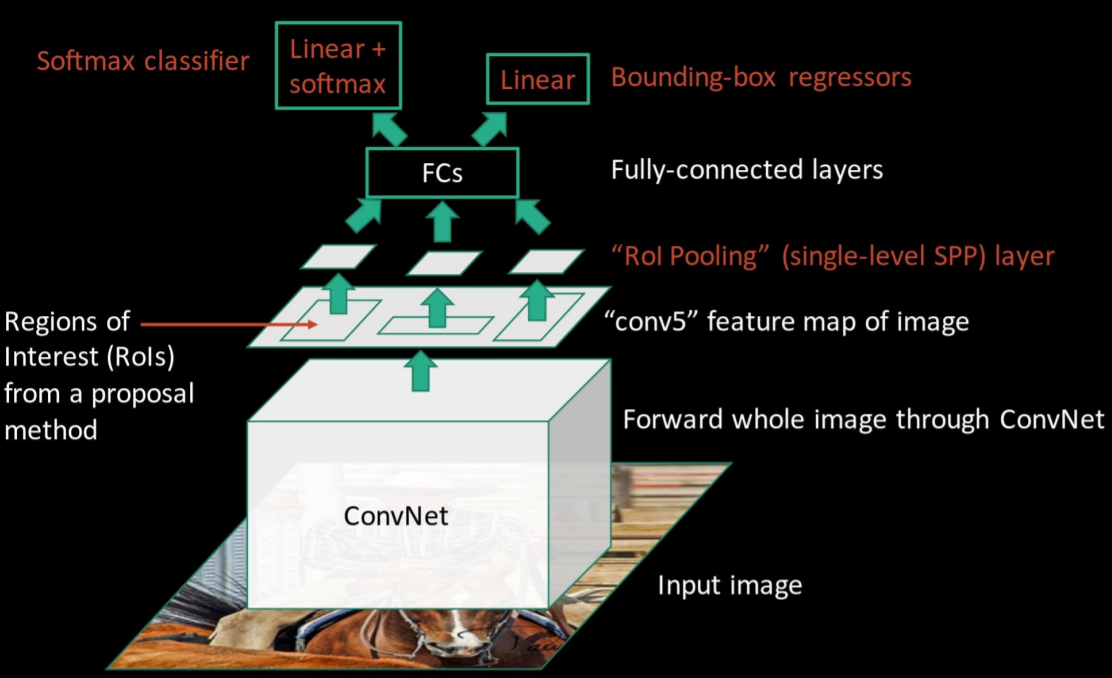 Softmax classifier
Linear +
softmax
Linear
Bounding-box regressors
FCs
Fully-connected layers
“RoI Pooling” (single-level SPP) layer
Regions of
Interest (RoIs)
from a proposal
method
“conv5” feature map of image
Forward whole image through ConvNet
ConvNet
Input image